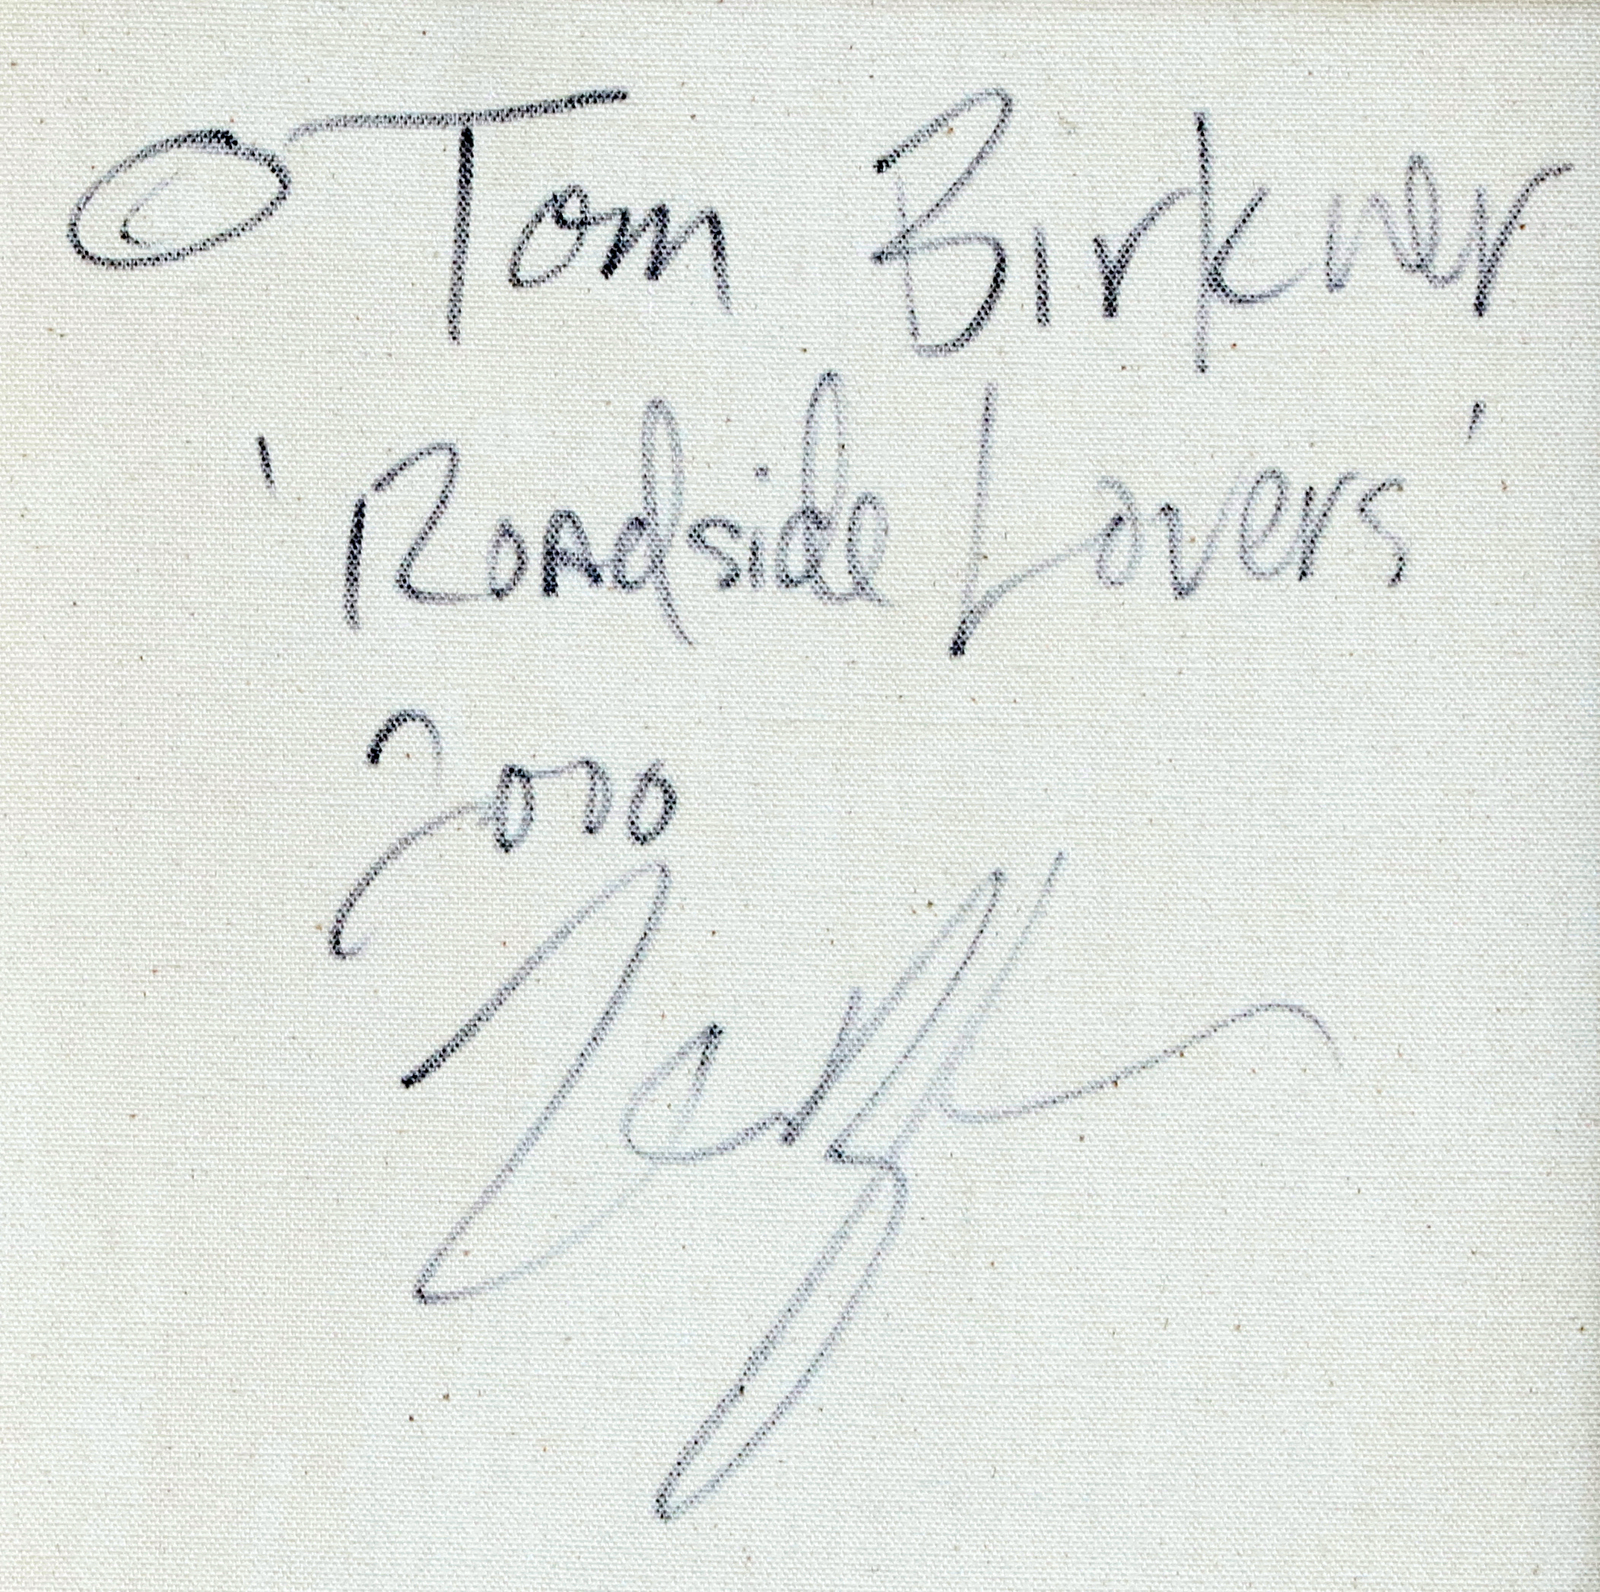 © Tom Birkner
'Roadside Lovers'
2000